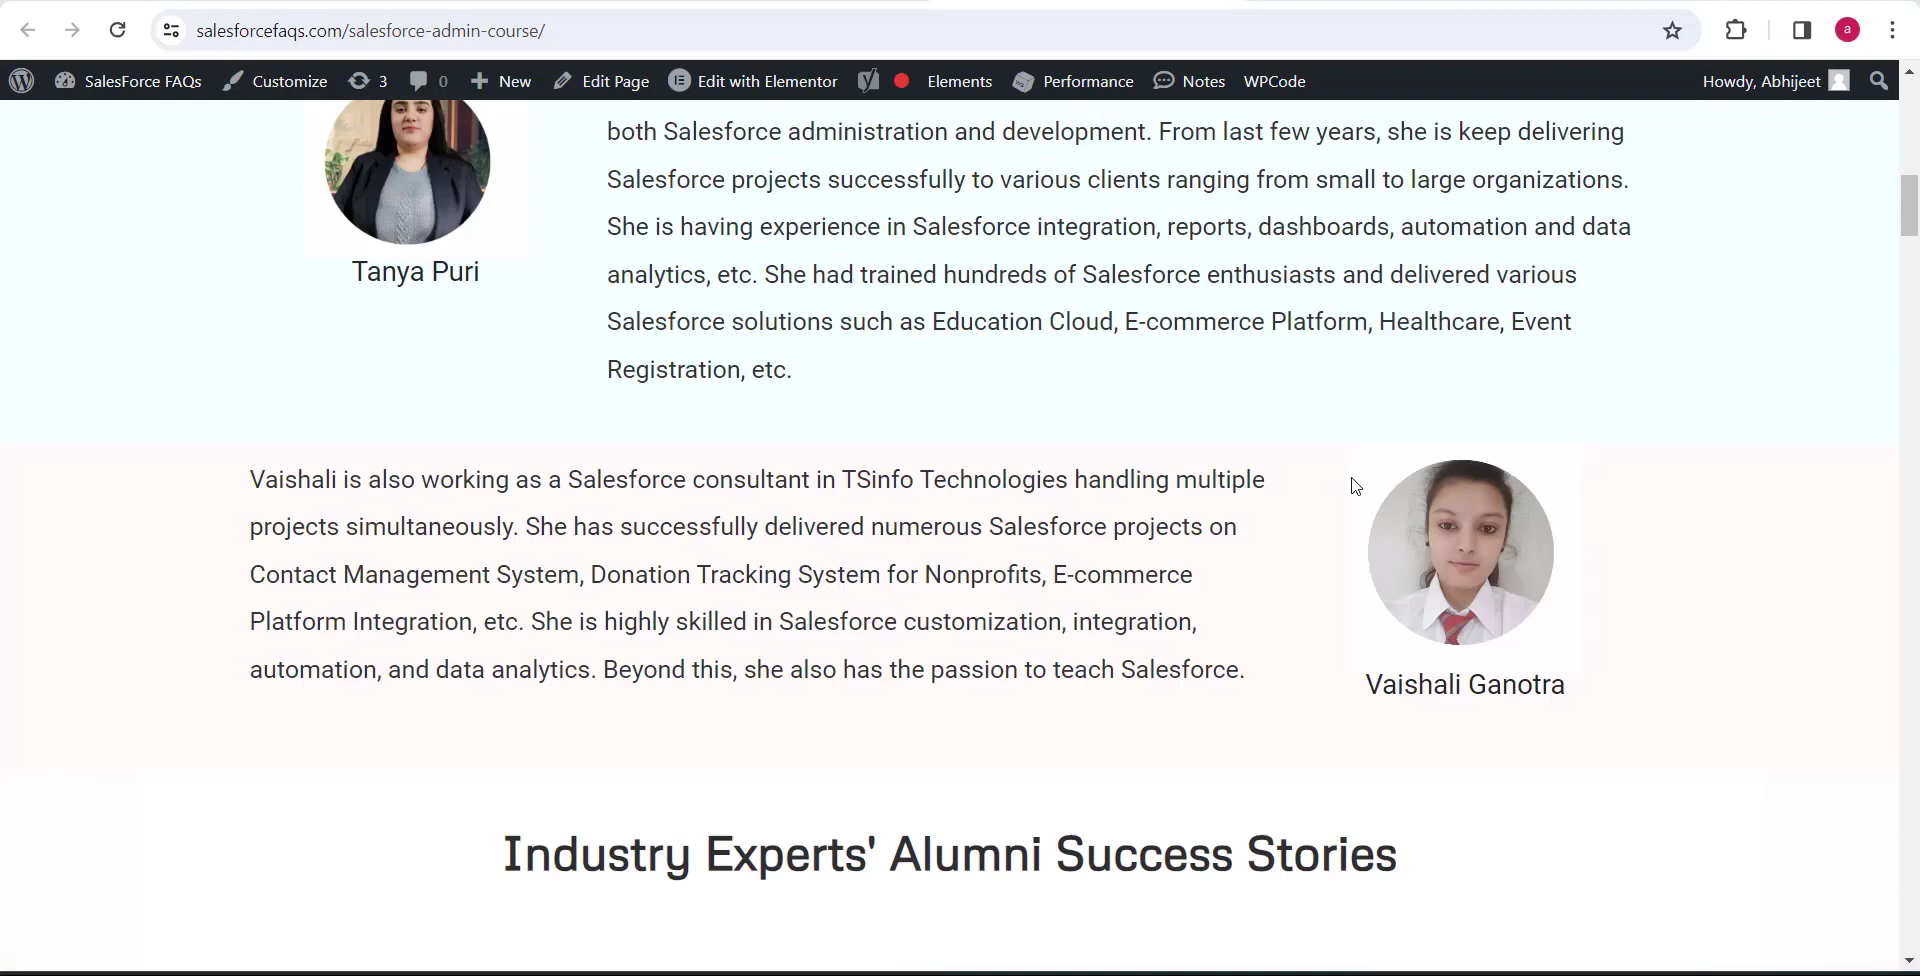 salesforcefaqs.com/salesforce-admin-course/
a
SalesForce FAQs Customize 3 0 New Edit Page Edit with Elementor Elements Performance Notes WPCode Howdy, Abhijeet
both Salesforce administration and development. From last few years, she is keep delivering
Salesforce projects successfully to various clients ranging from small to large organizations.
She is having experience in Salesforce integration, reports, dashboards, automation and data
analytics, etc. She had trained hundreds of Salesforce enthusiasts and delivered various
Salesforce solutions such as Education Cloud, E-commerce Platform, Healthcare, Event
Registration, etc.
Tanya Puri
Vaishali is also working as a Salesforce consultant in TSinfo Technologies handling multiple
projects simultaneously. She has successfully delivered numerous Salesforce projects on
Contact Management System, Donation Tracking System for Nonprofits, E-commerce
Platform Integration, etc. She is highly skilled in Salesforce customization, integration,
automation, and data analytics. Beyond this, she also has the passion to teach Salesforce.
Vaishali Ganotra
Industry Experts' Alumni Success Stories